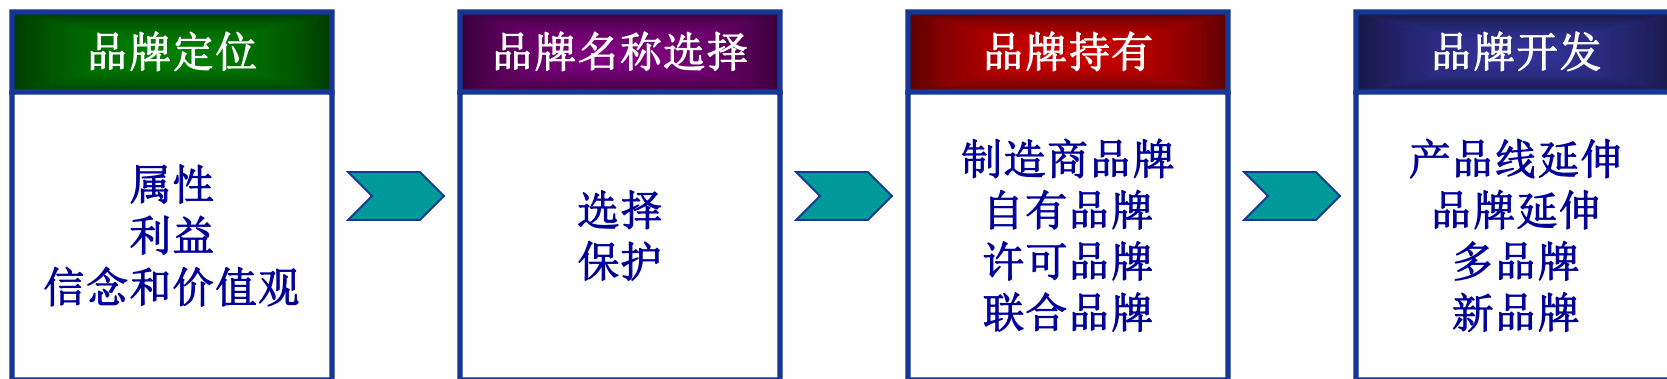 品牌定位
属性
利益
信念和价值观
品牌名称选择
选择
保护
品牌持有
制造商品牌
自有品牌
许可品牌
联合品牌
品牌开发
产品线延伸
品牌延伸
多品牌
新品牌